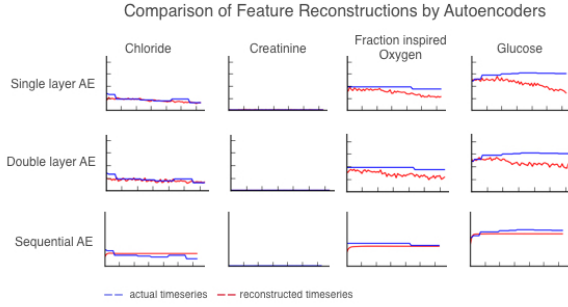 Comparison of Feature Reconstructions by Autoencoders
Chloride
Creatinine
Fraction inspired
Oxygen
Glucose
Single layer AE
Double layer AE
Sequential AE
actual timeseries
reconstructed timeseries